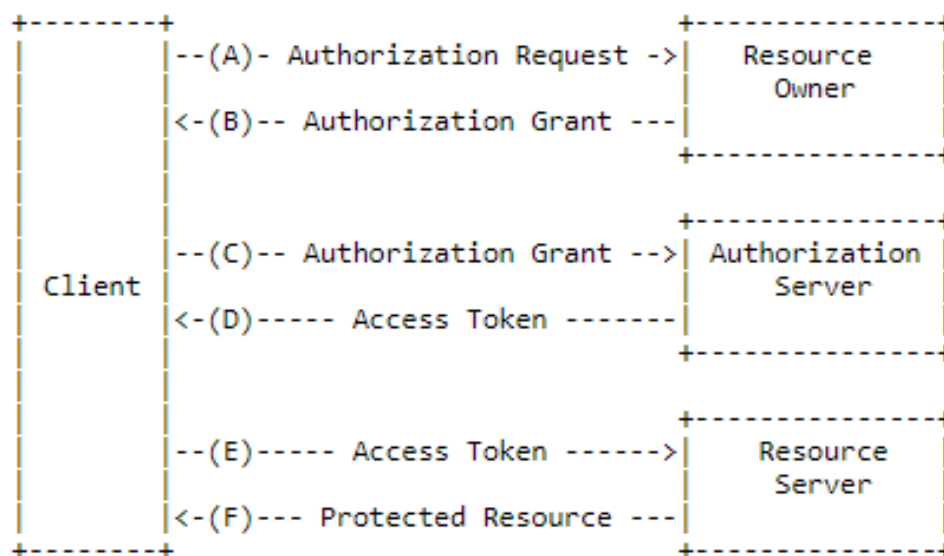 +--------+                               +---------------+
|        |--(A)- Authorization Request ->|   Resource    |
|        |                               |     Owner     |
|        |<-(B)-- Authorization Grant ---|               |
|        |                               +---------------+
|        |
|        |                               +---------------+
|        |--(C)-- Authorization Grant -->| Authorization |
| Client |                               |     Server    |
|        |<-(D)----- Access Token -------|               |
|        |                               +---------------+
|        |
|        |                               +---------------+
|        |--(E)----- Access Token ------>|    Resource   |
|        |                               |     Server    |
|        |<-(F)--- Protected Resource ---|               |
+--------+                               +---------------+